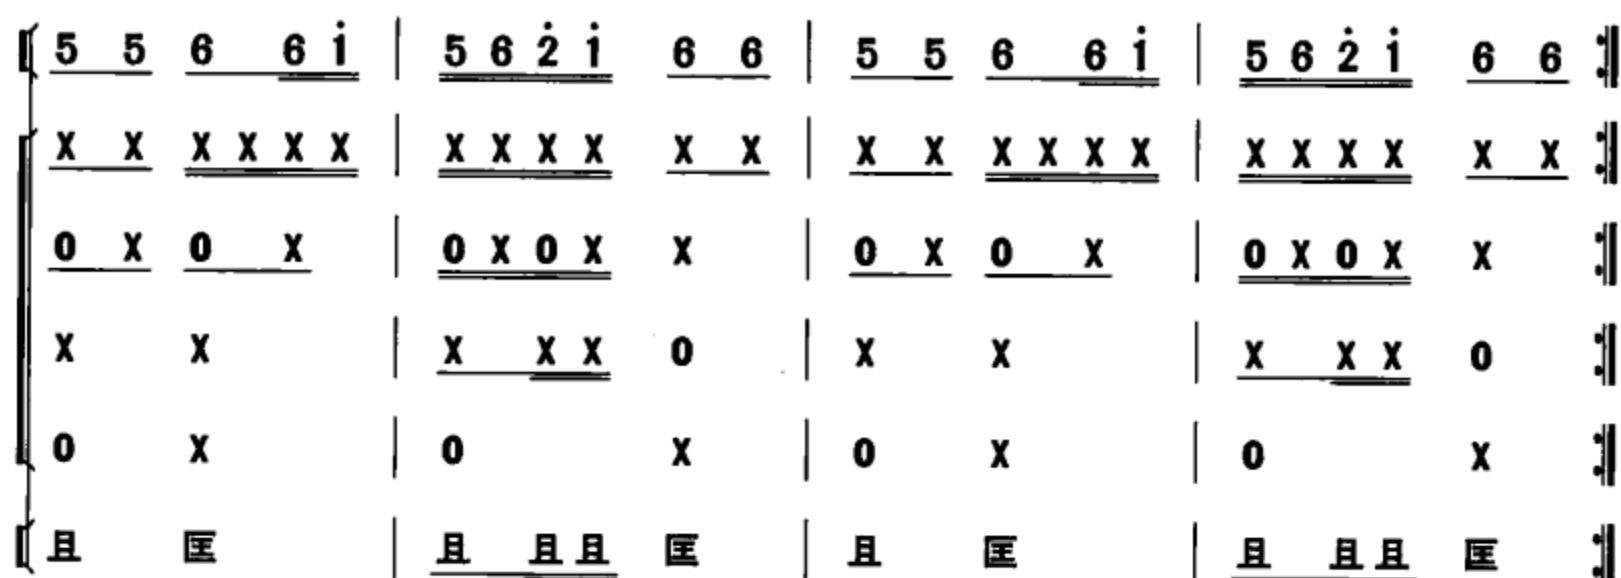 5 5 6 6 i̇ | 5 6 2̇ i̇ 6 6 | 5 5 6 6 i̇ | 5 6 2̇ i̇ 6 6 :‖
X X X X X X | X X X X X X | X X X X X X | X X X X X X :‖
0 X 0 X | 0 X 0 X X | 0 X 0 X | 0 X 0 X X :‖
X X | X X X 0 | X X | X X X 0 :‖
0 X | 0 X | 0 X | 0 X :‖
且 匡 | 且 且 且 匡 | 且 匡 | 且 且 且 匡 :‖